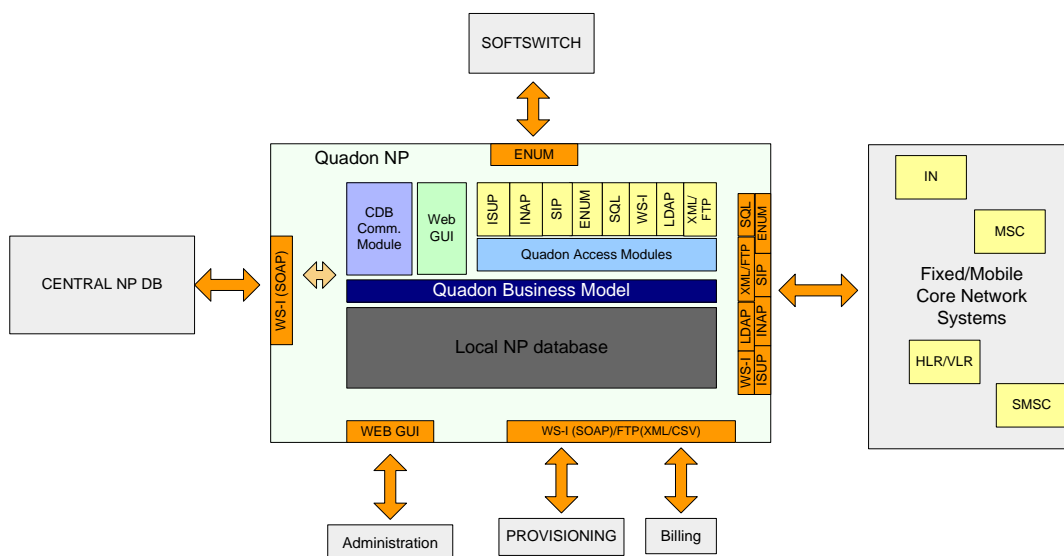 SOFTSWITCH
Quadon NP
ENUM
CDB
Comm.
Module
Web
GUI
ISUP
INAP
SIP
ENUM
SQL
WS-I
LDAP
XML/
FTP
Quadon Access Modules
Quadon Business Model
Local NP database
CENTRAL NP DB
WS-I (SOAP)
SQL
ENUM
XML/FTP
SIP
LDAP
INAP
WS-I
ISUP
IN
MSC
Fixed/Mobile
Core Network
Systems
HLR/VLR
SMSC
WEB GUI
WS-I (SOAP)/FTP(XML/CSV)
Administration
PROVISIONING
Billing